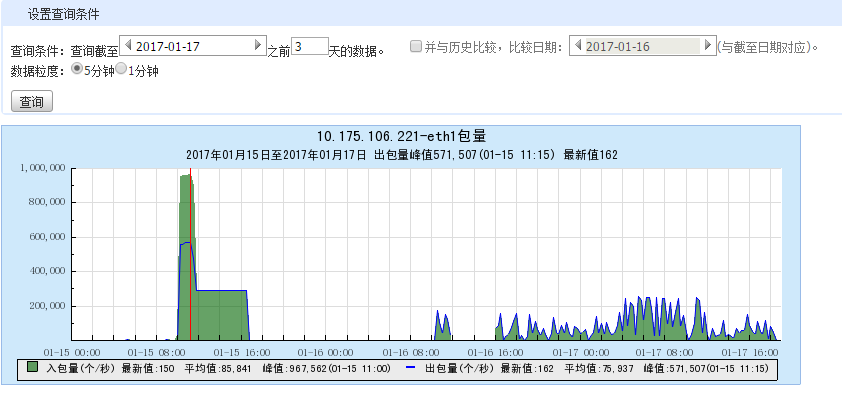 设置查询条件
查询条件：查询截至 2017-01-17 之前 3 天的数据。 并与历史比较，比较日期： 2017-01-16 (与截至日期对应)。
数据粒度： 5分钟 1分钟
查询
10.175.106.221-eth1包量
2017年01月15日至2017年01月17日 出包量峰值571,507(01-15 11:15) 最新值162
1,000,000
800,000
600,000
400,000
200,000
01-15 00:00 01-15 08:00 01-15 16:00 01-16 00:00 01-16 08:00 01-16 16:00 01-17 00:00 01-17 08:00 01-17 16:00
入包量(个/秒) 最新值:150 平均值:85,841 峰值:967,562(01-15 11:00) 出包量(个/秒) 最新值:162 平均值:75,937 峰值:571,507(01-15 11:15)